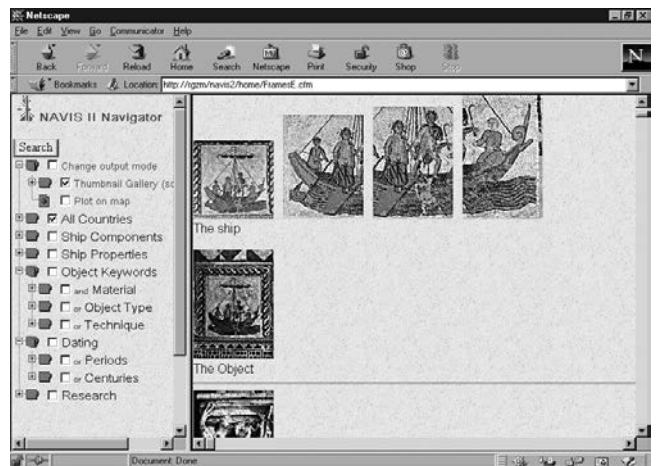 Netscape
File Edit View Go Communicator Help
Back Forward Reload Home Search Netscape Print Security Shop Stop
N
Bookmarks Location: http://rgzm/navis2/home/FramesE.cfm
NAVIS II Navigator
Search
Change output mode
Thumbnail Gallery (sc
Plot on map
All Countries
Ship Components
Ship Properties
Object Keywords
and Material
or Object Type
or Technique
Dating
or Periods
or Centuries
Research
The ship
The Object
Document: Done